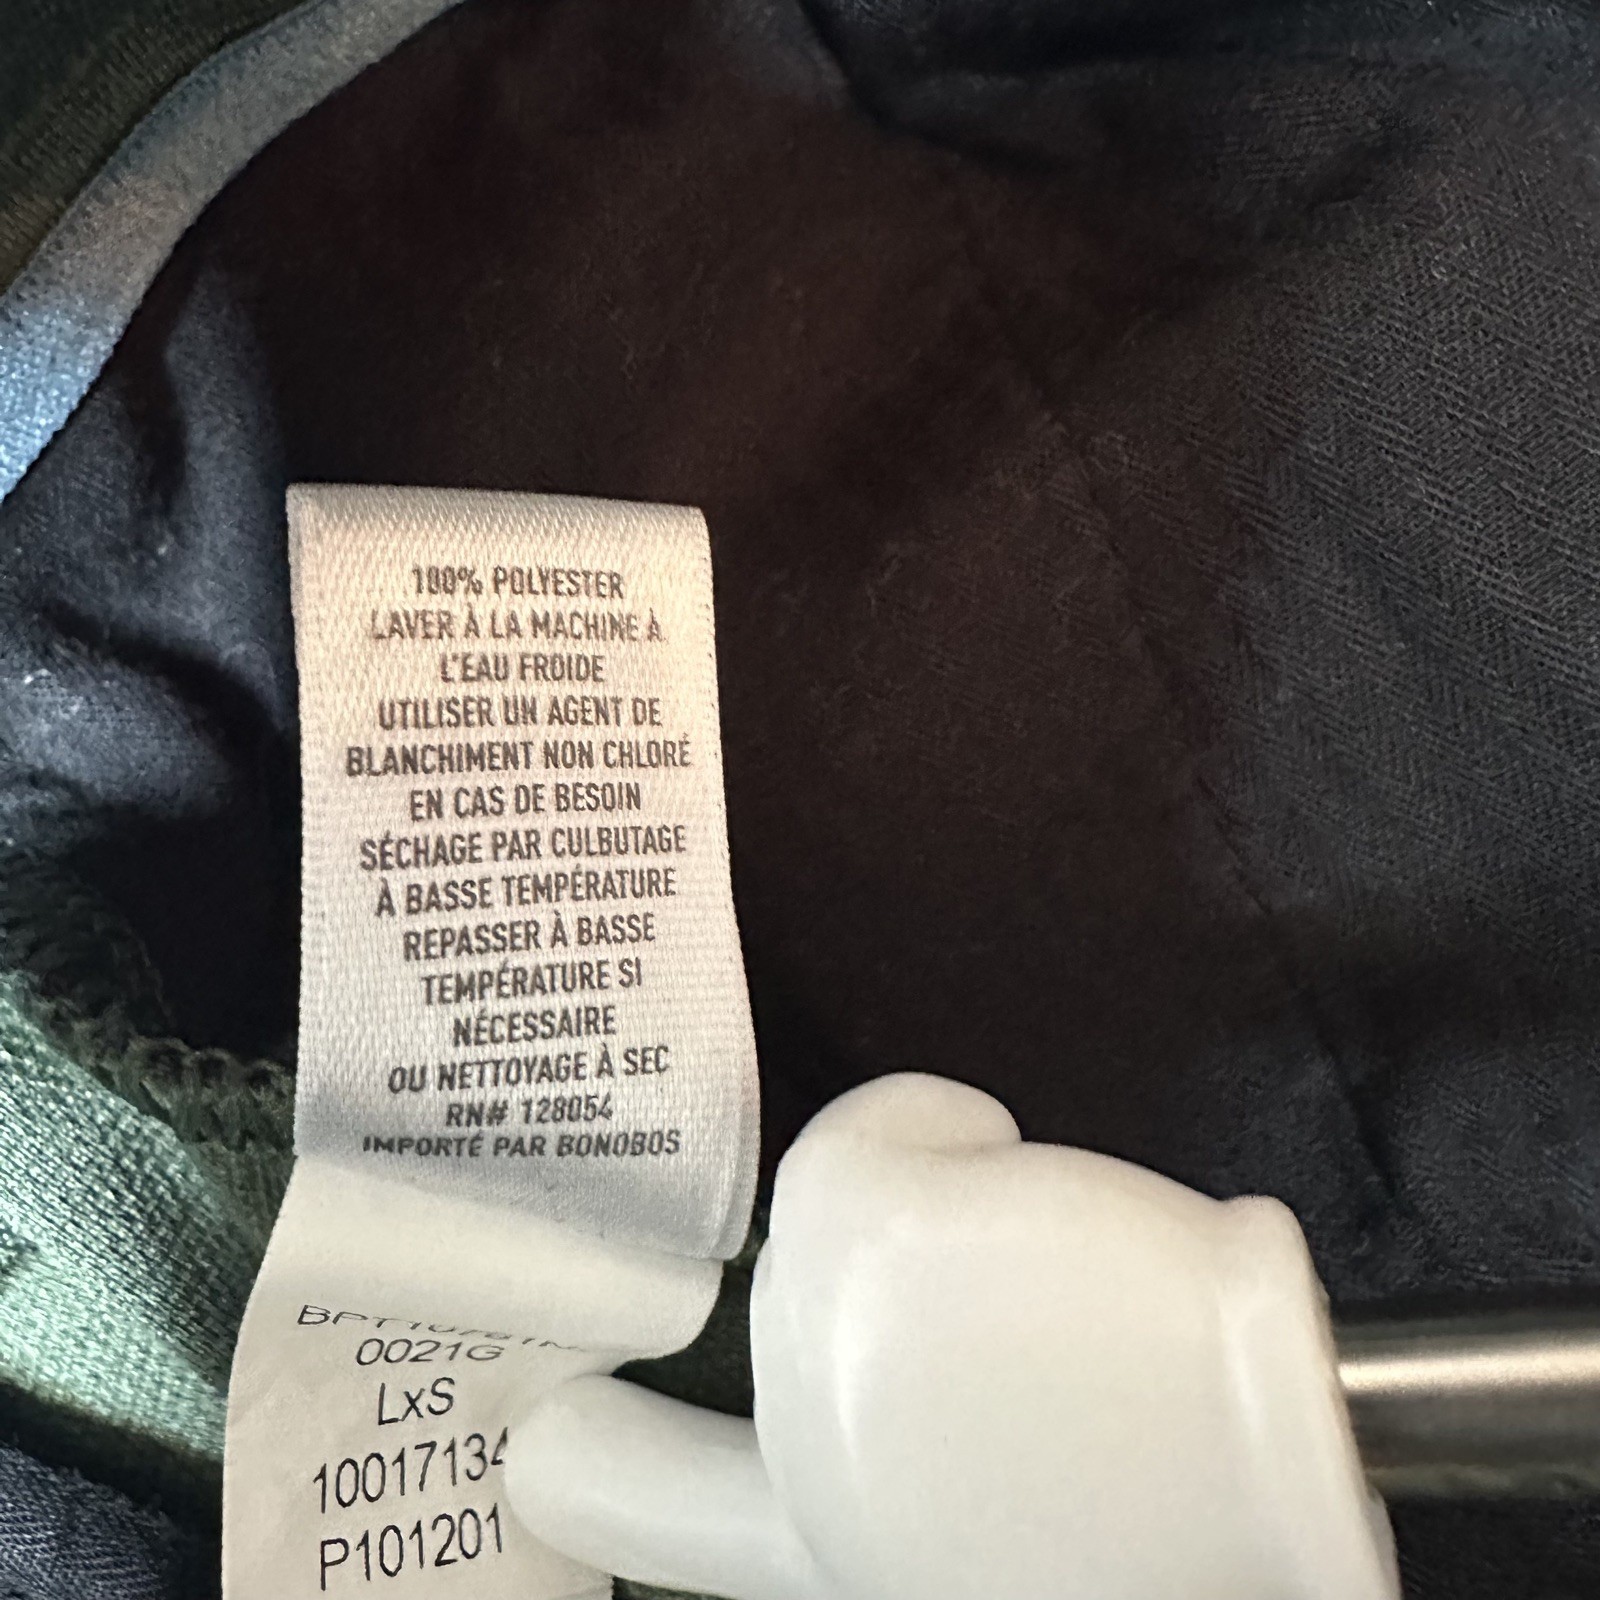 100% POLYESTER
LAVER À LA MACHINE À
L'EAU FROIDE
UTILISER UN AGENT DE
BLANCHIMENT NON CHLORÉ
EN CAS DE BESOIN
SÉCHAGE PAR CULBUTAGE
À BASSE TEMPÉRATURE
REPASSER À BASSE
TEMPÉRATURE SI
NÉCESSAIRE
OU NETTOYAGE À SEC
RN# 128054
IMPORTÉ PAR BONOBOS
0021G
LxS
10017134
P101201